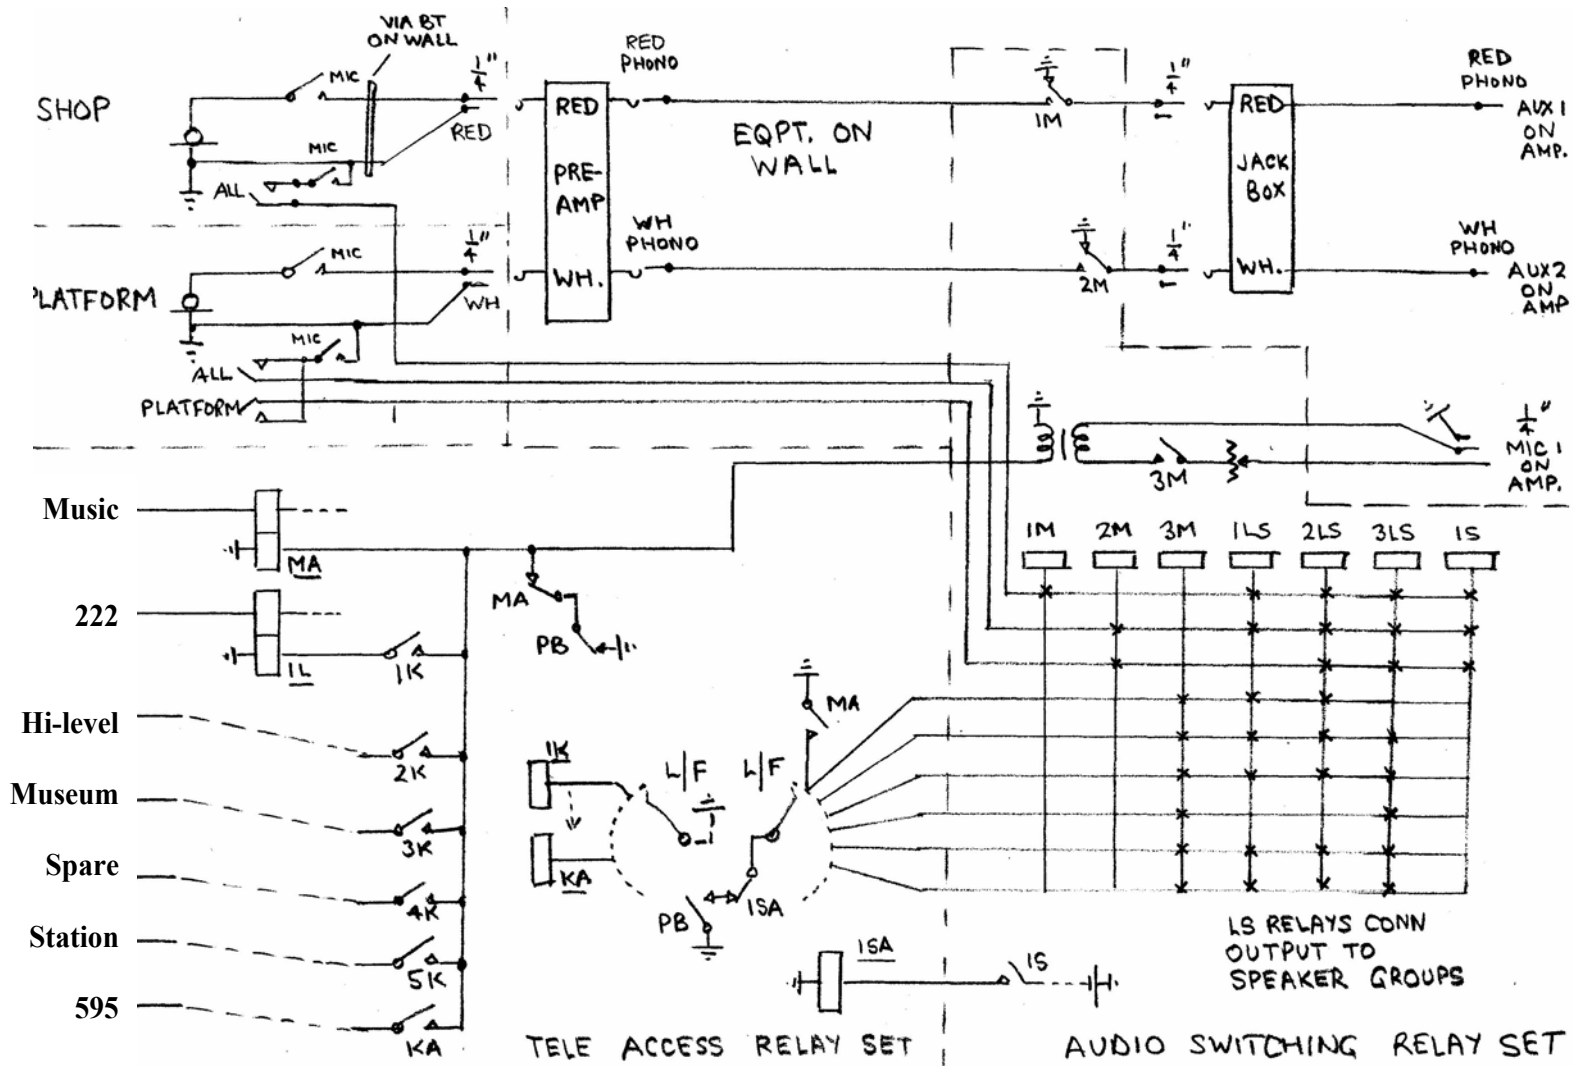 VIA BT
ON WALL
SHOP
MIC
1/4"
RED
MIC
ALL
RED
PHONO
RED
PRE-
AMP
WH.
EQPT. ON
WALL
WH
PHONO
1M
1/4"
RED
JACK
BOX
WH.
RED
PHONO
AUX 1
ON
AMP.
PLATFORM
MIC
1/4"
WH
MIC
ALL
PLATFORM
2M
1/4"
WH
PHONO
AUX2
ON
AMP
3M
1/4"
MIC 1
ON
AMP.
Music
MA
222
1L
1K
Hi-level
2K
Museum
3K
Spare
4K
Station
5K
595
KA
MA
PB
1K
KA
L/F
L/F
MA
PB
1SA
1SA
1S
1M 2M 3M 1LS 2LS 3LS 1S
LS RELAYS CONN
OUTPUT TO
SPEAKER GROUPS
TELE ACCESS RELAY SET
AUDIO SWITCHING RELAY SET